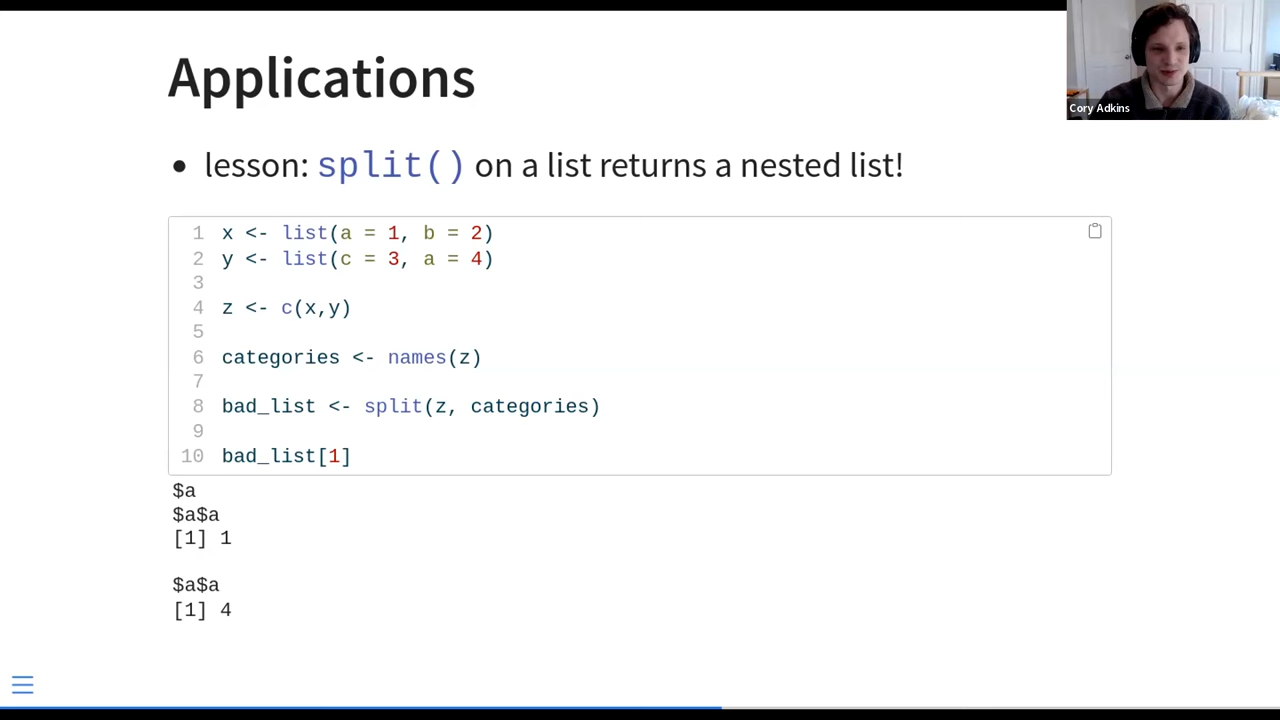 Applications
Cory Adkins
• lesson: split() on a list returns a nested list!
1 x <- list(a = 1, b = 2)
2 y <- list(c = 3, a = 4)
3
4 z <- c(x,y)
5
6 categories <- names(z)
7
8 bad_list <- split(z, categories)
9
10 bad_list[1]
$a
$a$a
[1] 1
$a$a
[1] 4